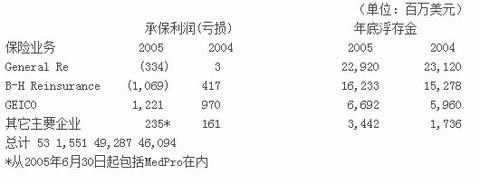 （单位：百万美元）
承保利润(亏损) 年底浮存金
保险业务 2005 2004 2005 2004
General Re (334) 3 22,920 23,120
B-H Reinsurance (1,069) 417 16,233 15,278
GEICO 1,221 970 6,692 5,960
其它主要企业 235* 161 3,442 1,736
总计 53 1,551 49,287 46,094
*从2005年6月30日起包括MedPro在内